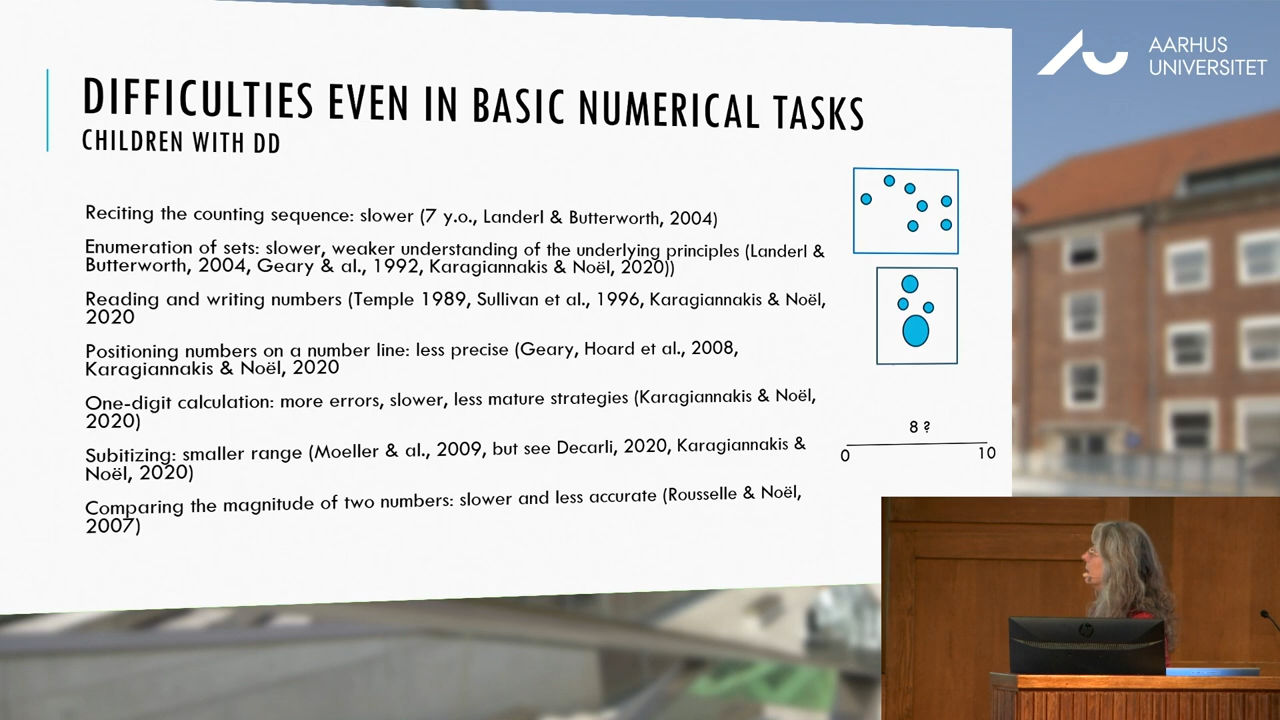 AARHUS
UNIVERSITET
DIFFICULTIES EVEN IN BASIC NUMERICAL TASKS
CHILDREN WITH DD
Reciting the counting sequence: slower (7 y.o., Landerl & Butterworth, 2004)
Enumeration of sets: slower, weaker understanding of the underlying principles (Landerl &
Butterworth, 2004, Geary & al., 1992, Karagiannakis & Noël, 2020))
Reading and writing numbers (Temple 1989, Sullivan et al., 1996, Karagiannakis & Noël,
2020
Positioning numbers on a number line: less precise (Geary, Hoard et al., 2008,
Karagiannakis & Noël, 2020
One-digit calculation: more errors, slower, less mature strategies (Karagiannakis & Noël,
2020)
Subitizing: smaller range (Moeller & al., 2009, but see Decarli, 2020, Karagiannakis &
Noël, 2020)
Comparing the magnitude of two numbers: slower and less accurate (Rousselle & Noël,
2007)
8 ?
0 10
hp